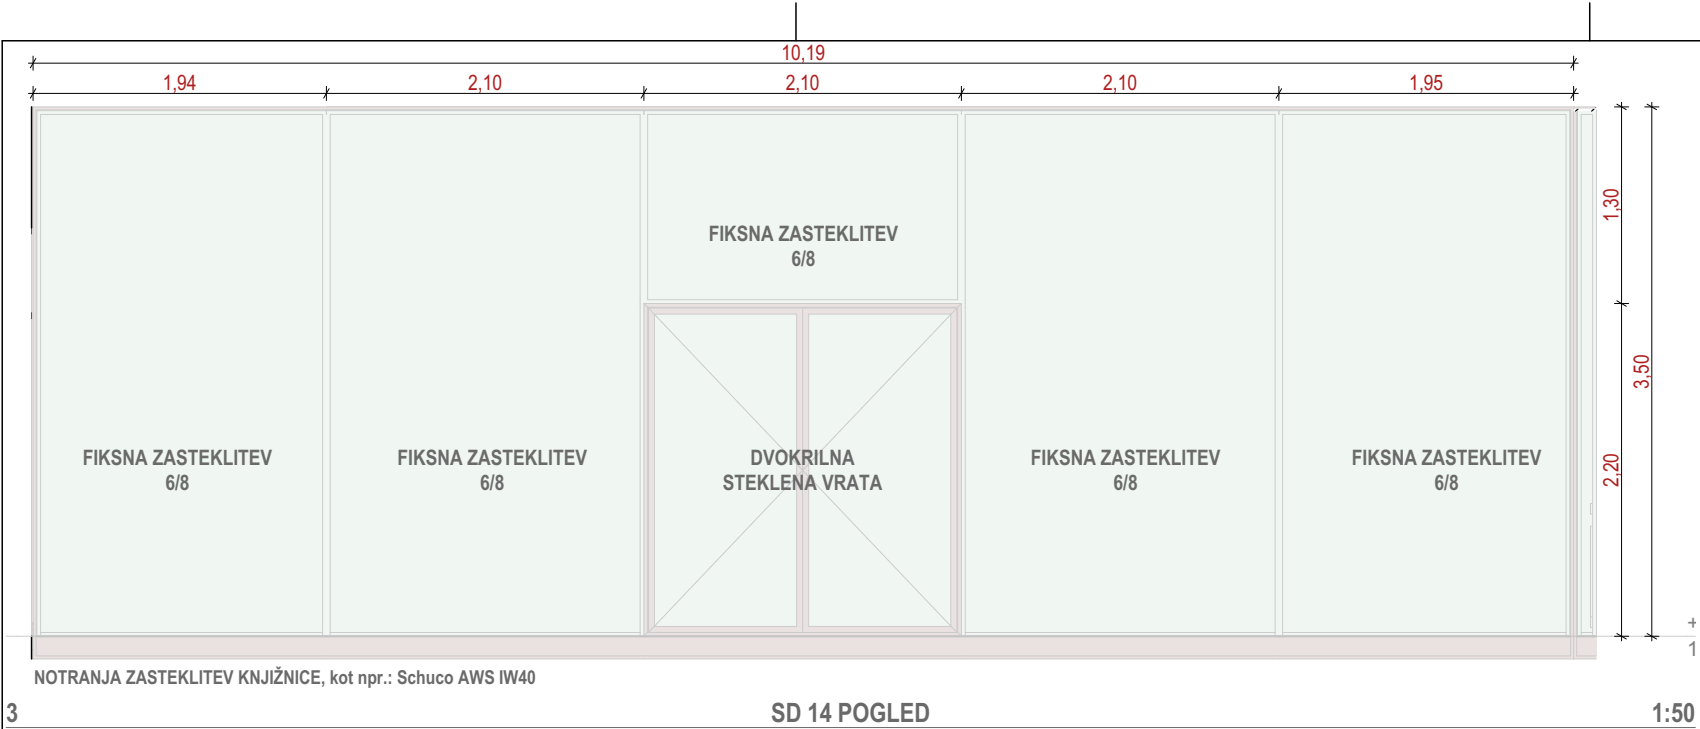 10,19
1,94 2,10 2,10 2,10 1,95
1,30
3,50
2,20
FIKSNA ZASTEKLITEV
6/8
FIKSNA ZASTEKLITEV
6/8
FIKSNA ZASTEKLITEV
6/8
DVOKRILNA
STEKLENA VRATA
FIKSNA ZASTEKLITEV
6/8
FIKSNA ZASTEKLITEV
6/8
+
1
NOTRANJA ZASTEKLITEV KNJIŽNICE, kot npr.: Schuco AWS IW40
3 SD 14 POGLED 1:50